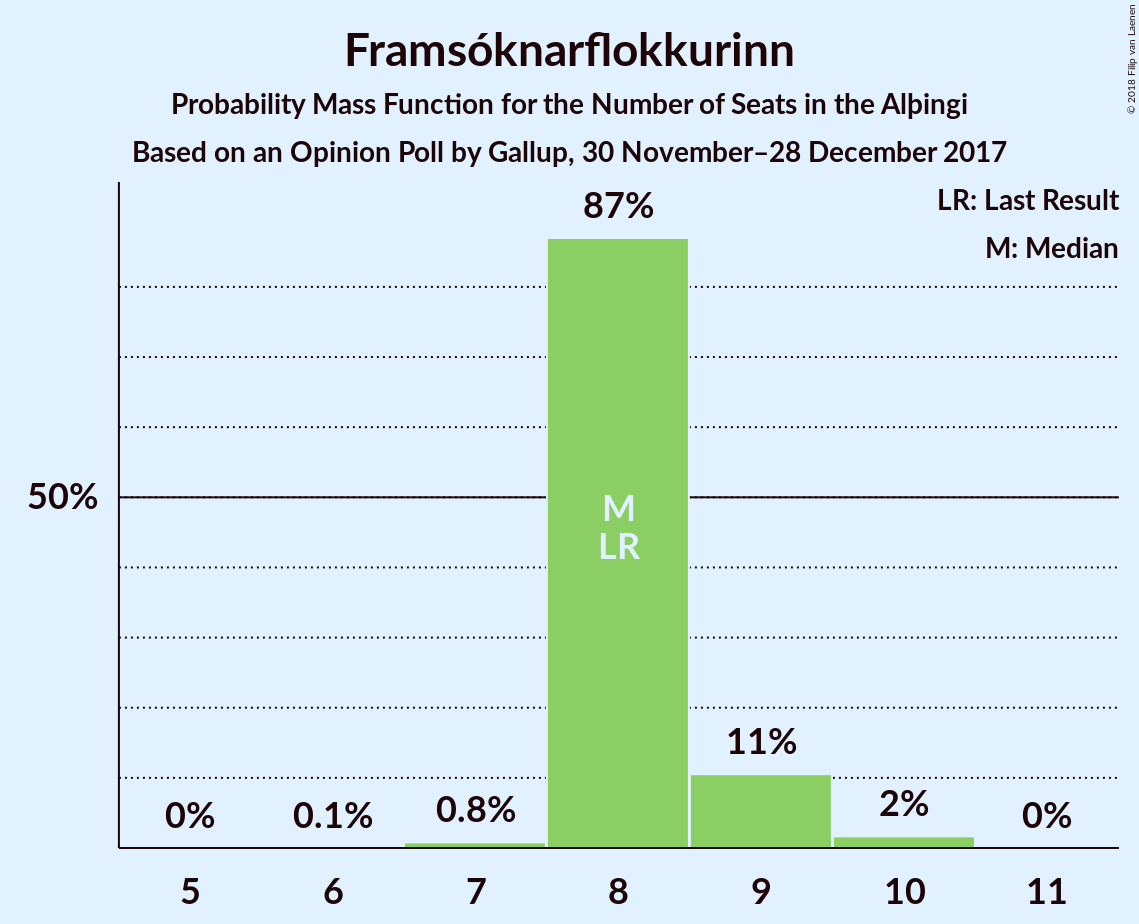 Framsóknarflokkurinn
Probability Mass Function for the Number of Seats in the Alþingi
Based on an Opinion Poll by Gallup, 30 November–28 December 2017
© 2018 Filip van Laenen
LR: Last Result
M: Median
87%
50%
M
LR
11%
0%
0.1%
0.8%
2%
0%
5
6
7
8
9
10
11